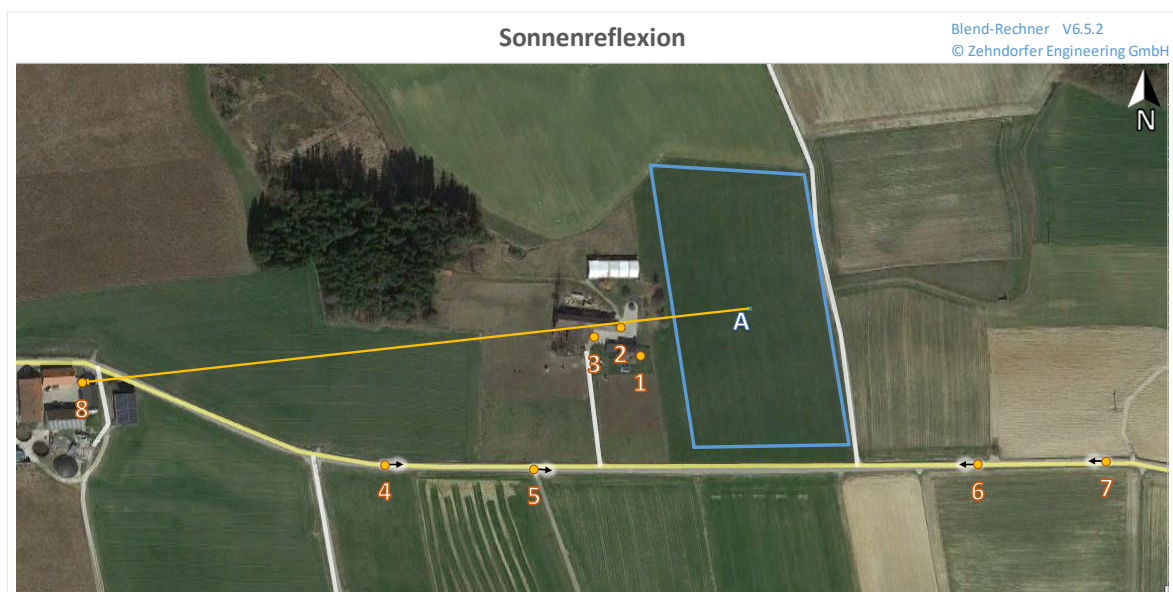 Sonnenreflexion
Blend-Rechner V6.5.2
© Zehndorfer Engineering GmbH
N
A
2
3
1
8
4
5
6
7